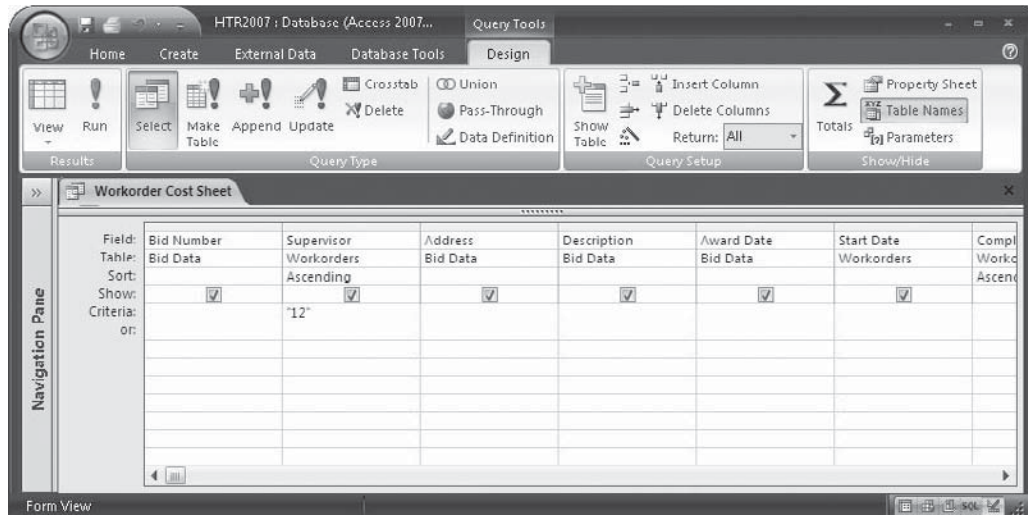 HTR2007 : Database (Access 2007... Query Tools
Home Create External Data Database Tools Design
View Run Select Make Table Append Update Crosstab Delete Union Pass-Through Data Definition Show Table Insert Column Delete Columns Return: All Totals Property Sheet Table Names Parameters
Results Query Type Query Setup Show/Hide
Workorder Cost Sheet
Field: Bid Number Supervisor Address Description Award Date Start Date Compl
Table: Bid Data Workorders Bid Data Bid Data Bid Data Workorders Worko
Sort: Ascending Ascend
Show:
Criteria: "12"
or:
Navigation Pane
Form View SQL